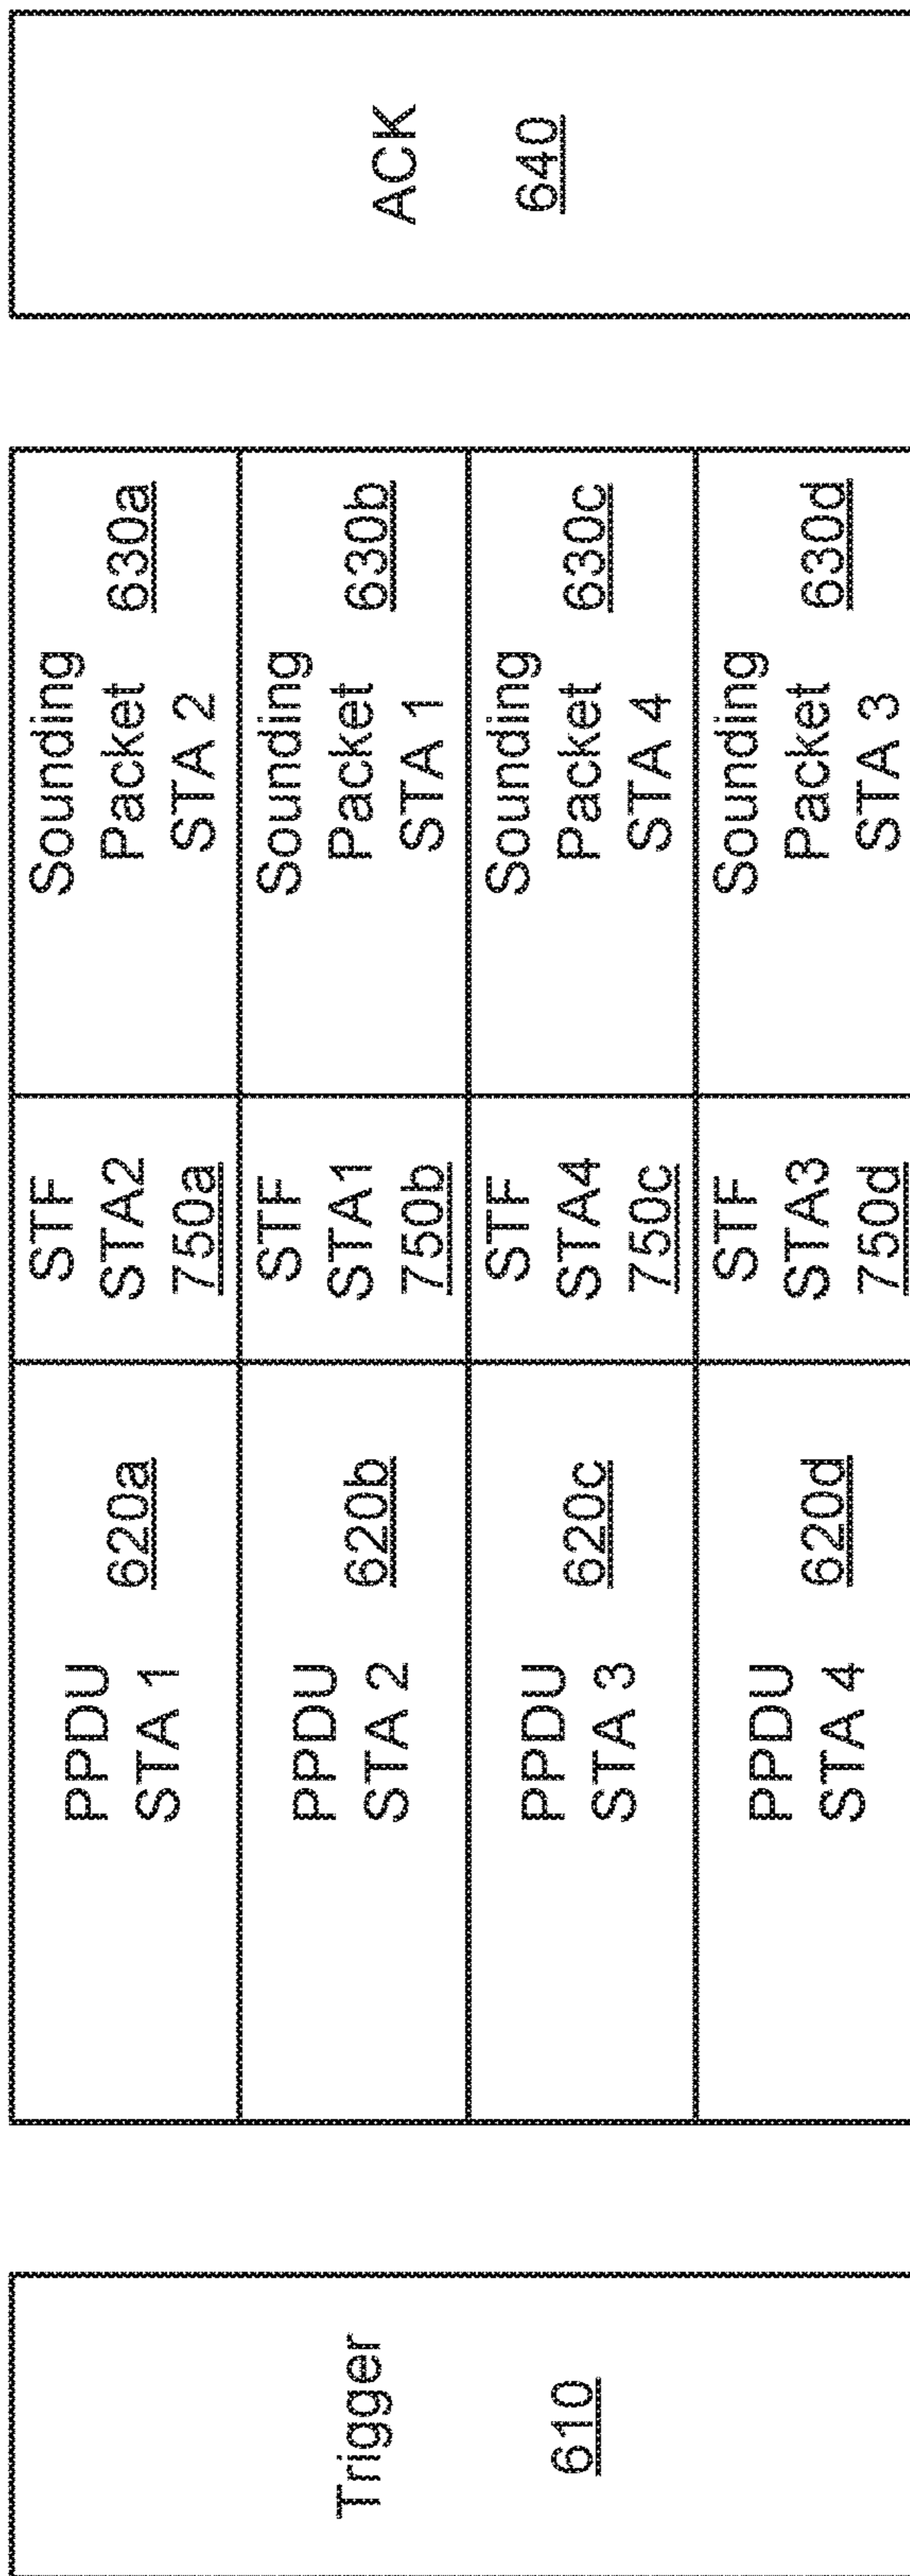 Trigger
610
PPDU
STA 1
620a
STF
STA2
750a
Sounding
Packet
STA 2
630a
PPDU
STA 2
620b
STF
STA1
750b
Sounding
Packet
STA 1
630b
PPDU
STA 3
620c
STF
STA4
750c
Sounding
Packet
STA 4
630c
PPDU
STA 4
620d
STF
STA3
750d
Sounding
Packet
STA 3
630d
ACK
640